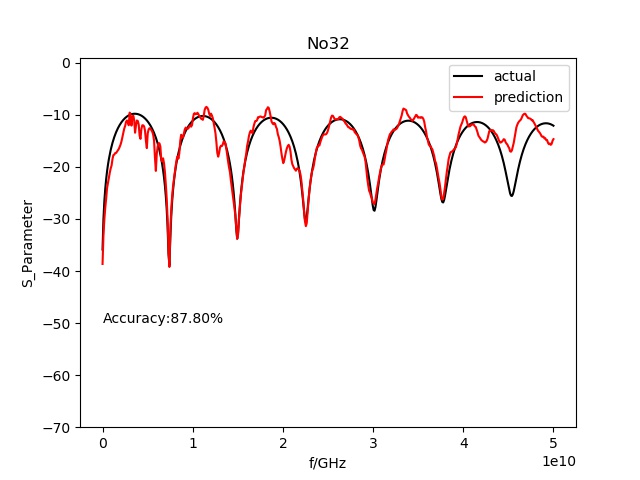 No32
actual
prediction
0
−10
−20
−30
−40
−50
−60
−70
S_Parameter
Accuracy:87.80%
0 1 2 3 4 5
1e10
f/GHz